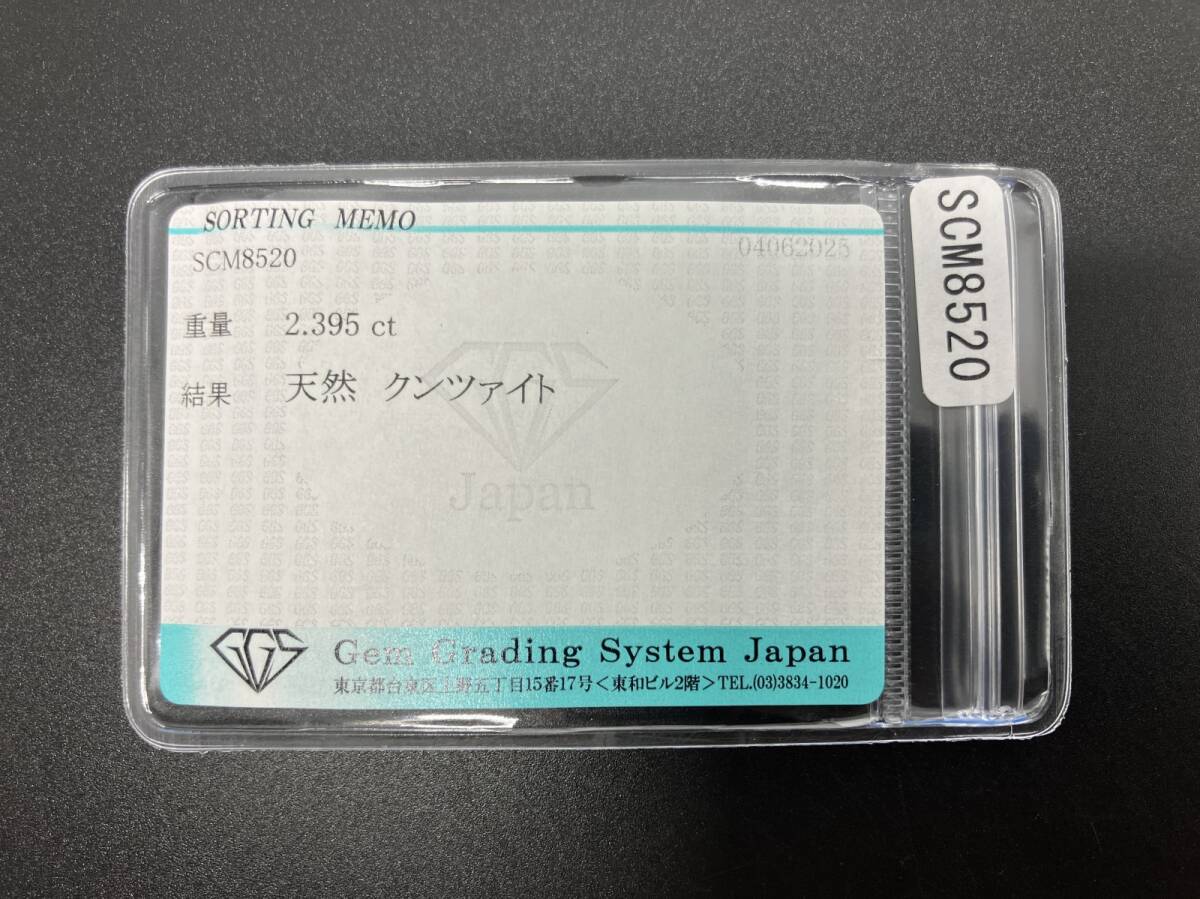 SORTING MEMO
SCM8520
04062025
重量 2.395 ct
結果 天然 クンツァイト
GGS
Japan
GGS
Gem Grading System Japan
東京都台東区上野五丁目15番17号<東和ビル2階>TEL.(03)3834-1020
SCM8520